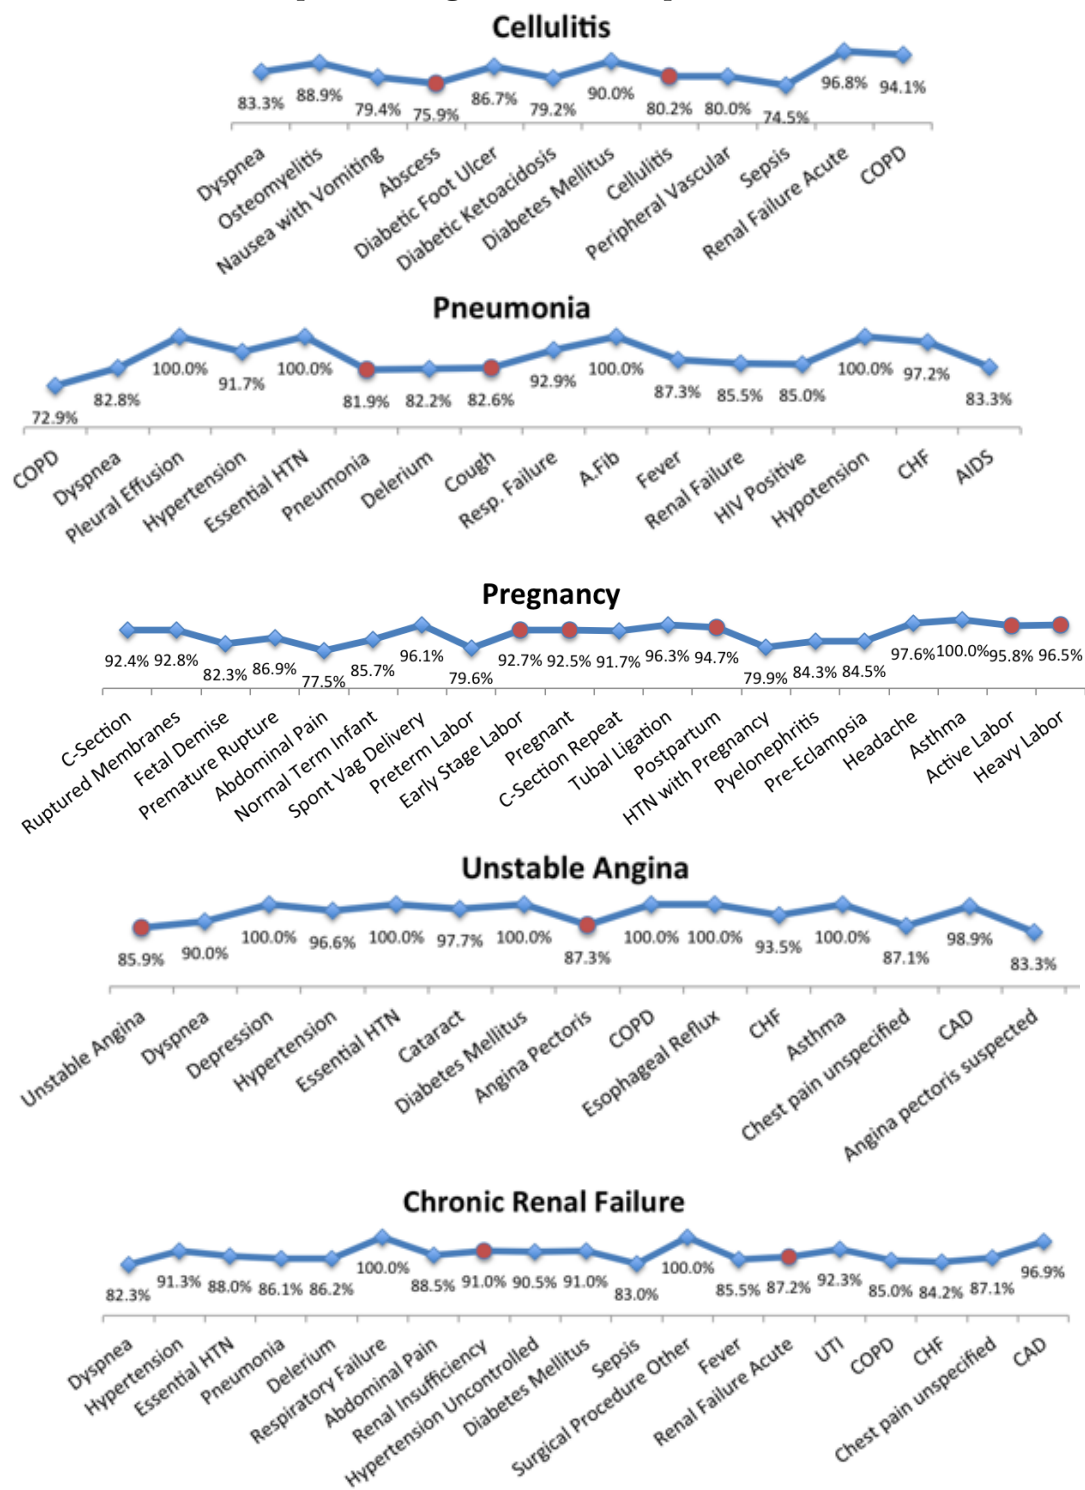 Cellulitis
83.3% 88.9% 79.4% 75.9% 86.7% 79.2% 90.0% 80.2% 80.0% 74.5% 96.8% 94.1%
Dyspnea
Osteomyelitis
Nausea with Vomiting
Abscess
Diabetic Foot Ulcer
Diabetic Ketoacidosis
Diabetes Mellitus
Cellulitis
Peripheral Vascular
Sepsis
Renal Failure Acute
COPD
Pneumonia
72.9% 82.8% 100.0% 91.7% 100.0% 81.9% 82.2% 82.6% 92.9% 100.0% 87.3% 85.5% 85.0% 100.0% 97.2% 83.3%
COPD
Dyspnea
Pleural Effusion
Hypertension
Essential HTN
Pneumonia
Delerium
Cough
Resp. Failure
A.Fib
Fever
Renal Failure
HIV Positive
Hypotension
CHF
AIDS
Pregnancy
92.4% 92.8% 82.3% 86.9% 77.5% 85.7% 96.1% 79.6% 92.7% 92.5% 91.7% 96.3% 94.7% 79.9% 84.3% 84.5% 97.6% 100.0% 95.8% 96.5%
C-Section
Ruptured Membranes
Fetal Demise
Premature Rupture
Abdominal Pain
Normal Term Infant
Spont Vag Delivery
Preterm Labor
Early Stage Labor
Pregnant
C-Section Repeat
Tubal Ligation
Postpartum
HTN with Pregnancy
Pyelonephritis
Pre-Eclampsia
Headache
Asthma
Active Labor
Heavy Labor
Unstable Angina
85.9% 90.0% 100.0% 96.6% 100.0% 97.7% 100.0% 87.3% 100.0% 100.0% 93.5% 100.0% 87.1% 98.9% 83.3%
Unstable Angina
Dyspnea
Depression
Hypertension
Essential HTN
Cataract
Diabetes Mellitus
Angina Pectoris
COPD
Esophageal Reflux
CHF
Asthma
Chest pain unspecified
CAD
Angina pectoris suspected
Chronic Renal Failure
82.3% 91.3% 88.0% 86.1% 86.2% 100.0% 88.5% 91.0% 90.5% 91.0% 83.0% 100.0% 85.5% 87.2% 92.3% 85.0% 84.2% 87.1% 96.9%
Dyspnea
Hypertension
Essential HTN
Pneumonia
Delerium
Respiratory Failure
Abdominal Pain
Renal Insufficiency
Hypertension Uncontrolled
Diabetes Mellitus
Sepsis
Surgical Procedure Other
Fever
Renal Failure Acute
UTI
COPD
CHF
Chest pain unspecified
CAD